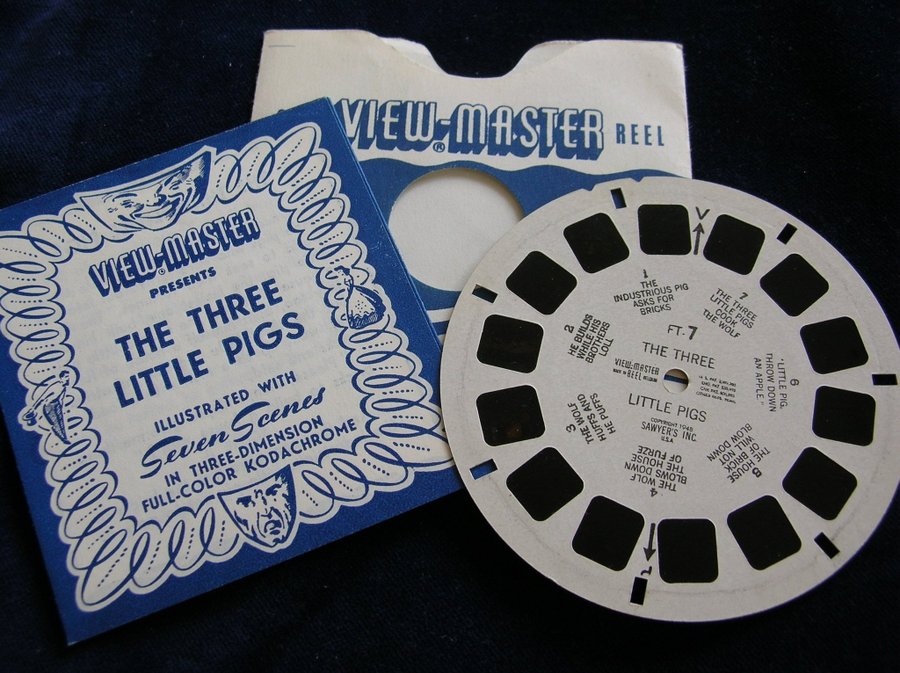 VIEW-MASTER® REEL
VIEW-MASTER®
PRESENTS
THE THREE
LITTLE PIGS
ILLUSTRATED WITH
Seven Scenes
IN THREE-DIMENSION
FULL-COLOR KODACHROME
1
THE
INDUSTRIOUS PIG
ASKS FOR
BRICKS
2
HE BUILDS
WHILE HIS
BROTHERS
LOLL
3
THE WOLF
HUFFS AND
HE PUFFS
4
THE WOLF
BLOWS DOWN
THE HOUSE
OF FURZE
THE HOUSE
OF BRICK
WILL NOT
BLOW DOWN
6
"LITTLE PIG,
THROW DOWN
AN APPLE."
7
THE THREE
LITTLE PIGS
COOK
THE WOLF
FT. 7
THE THREE
VIEW-MASTER
REEL
LITTLE PIGS
COPYRIGHT 1948
SAWYER'S INC.
U.S.A.